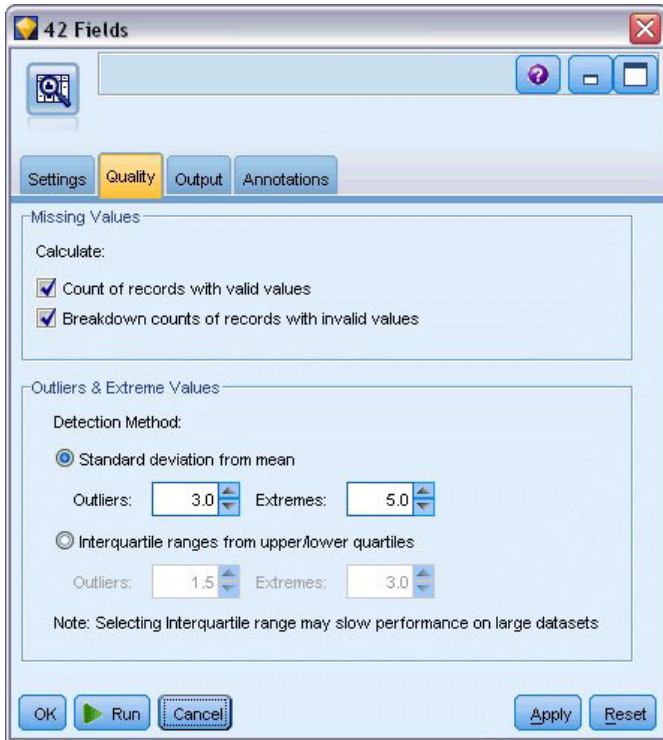 42 Fields
?
Settings Quality Output Annotations
Missing Values
Calculate:
Count of records with valid values
Breakdown counts of records with invalid values
Outliers & Extreme Values
Detection Method:
Standard deviation from mean
Outliers: 3.0 Extremes: 5.0
Interquartile ranges from upper/lower quartiles
Outliers: 1.5 Extremes: 3.0
Note: Selecting Interquartile range may slow performance on large datasets
OK Run Cancel Apply Reset